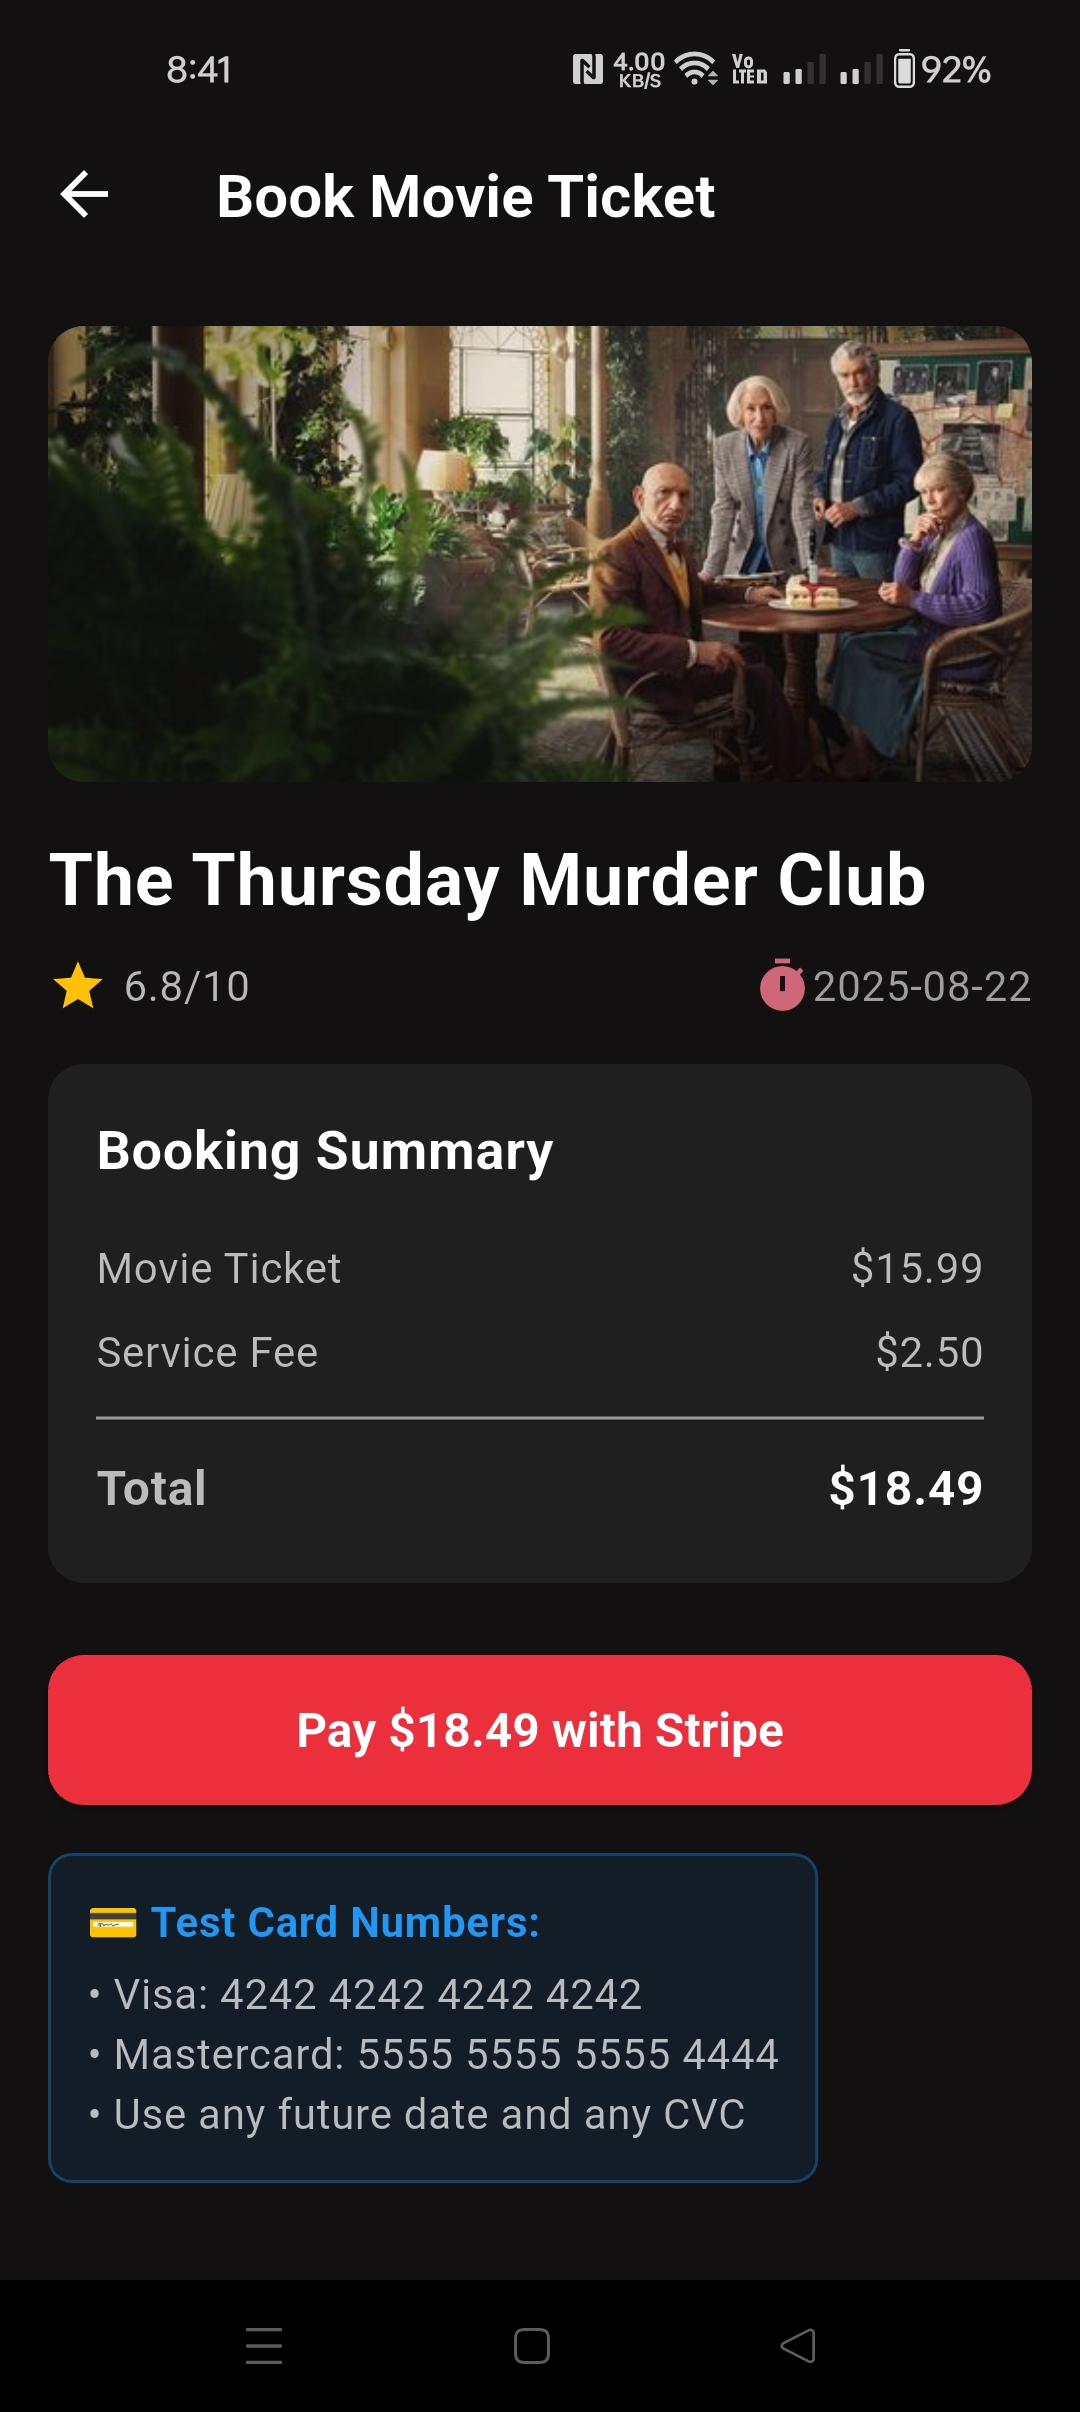 8:41
4.00 KB/S
Vo LTE
92%
Book Movie Ticket
The Thursday Murder Club
6.8/10
2025-08-22
Booking Summary
Movie Ticket $15.99
Service Fee $2.50
Total $18.49
Pay $18.49 with Stripe
💳 Test Card Numbers:
• Visa: 4242 4242 4242 4242
• Mastercard: 5555 5555 5555 4444
• Use any future date and any CVC